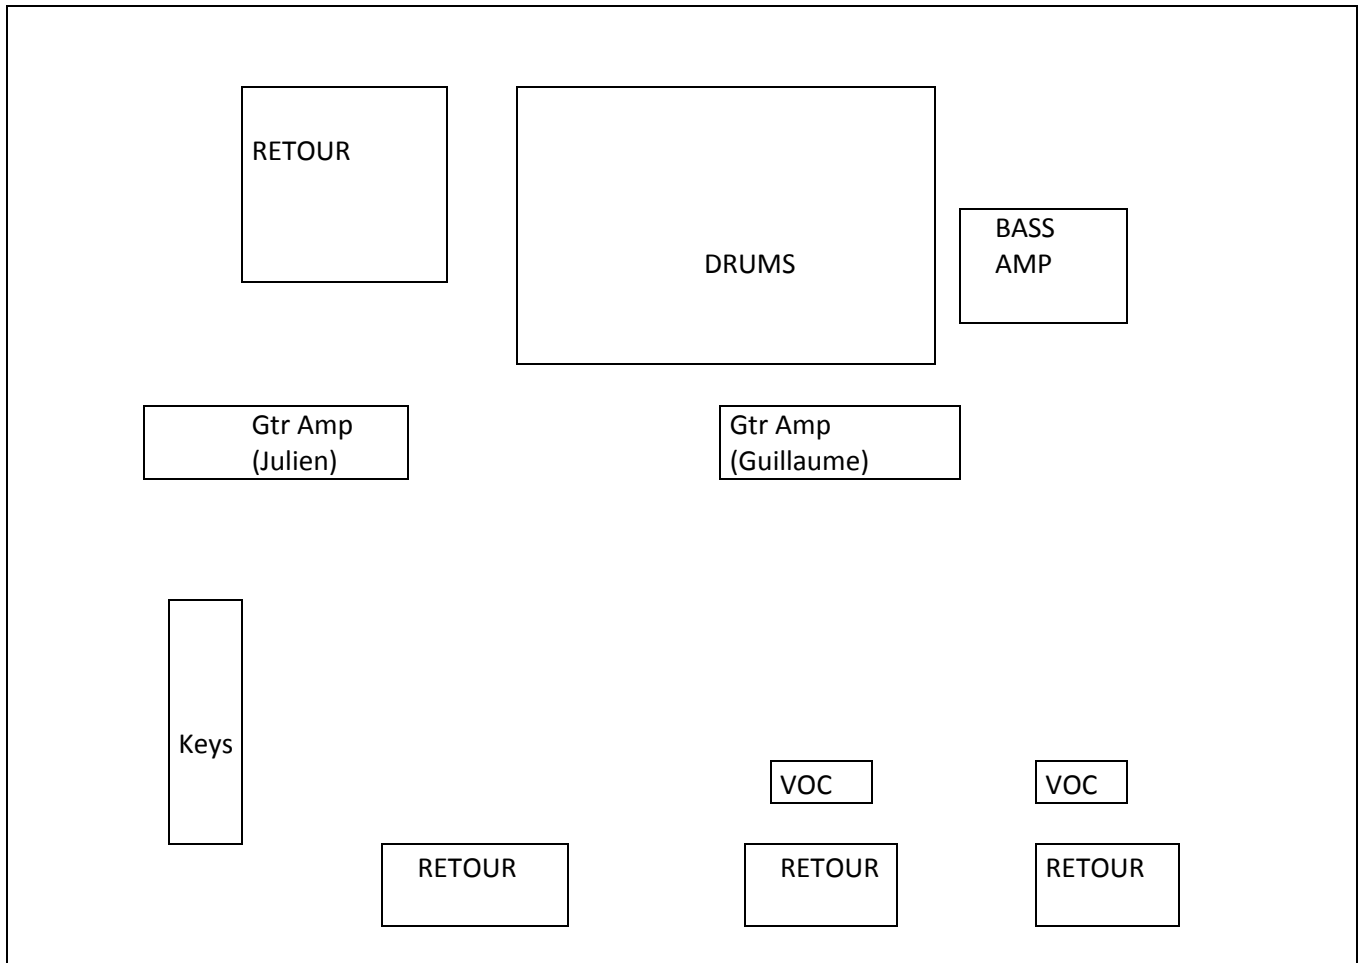 RETOUR
DRUMS
BASS
AMP
Gtr Amp
(Julien)
Gtr Amp
(Guillaume)
Keys
VOC
VOC
RETOUR
RETOUR
RETOUR